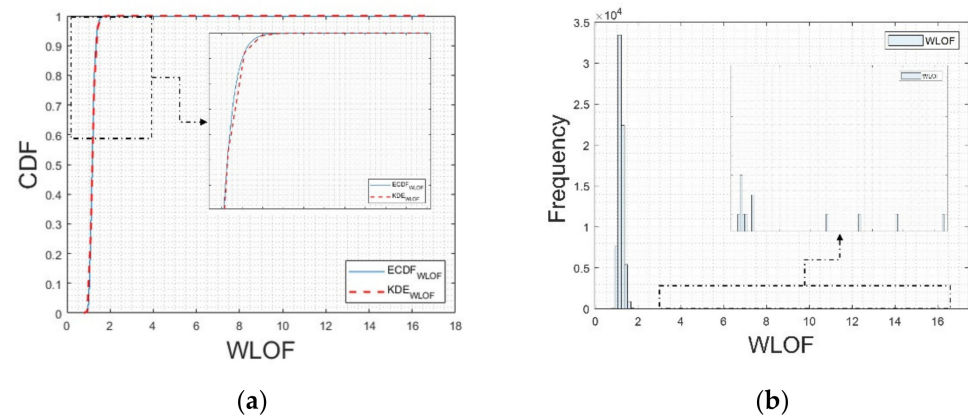 1
0.9
0.8
0.7
0.6
0.5
0.4
0.3
0.2
0.1
0
CDF
0 2 4 6 8 10 12 14 16 18
WLOF
ECDF_WLOF
KDE_WLOF
ECDF_WLOF
KDE_WLOF
(a)
×10^4
3.5
3
2.5
2
1.5
1
0.5
0
Frequency
WLOF
WLOF
0 2 4 6 8 10 12 14 16
WLOF
(b)